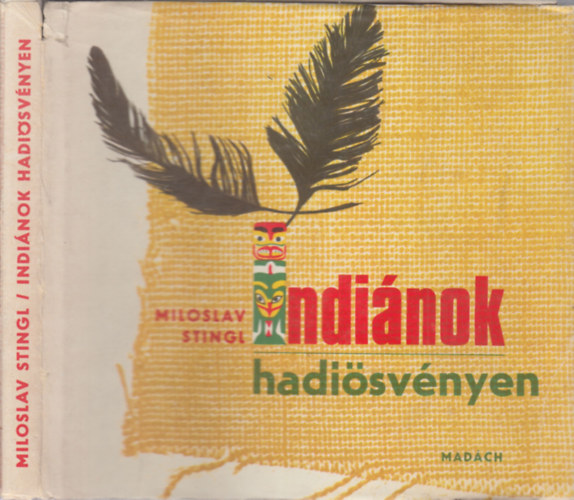 MILOSLAV STINGL / INDIÁNOK HADIÖSVÉNYEN
MILOSLAV
STINGL
Indiánok
hadiösvényen
MADÁCH